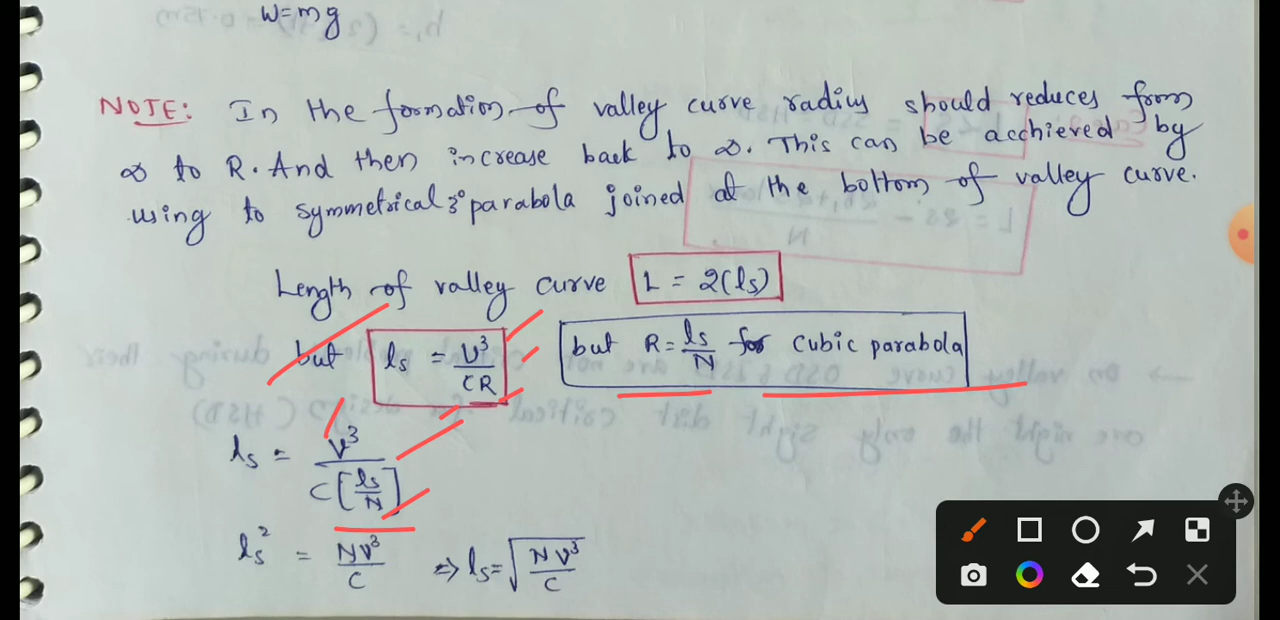 W=mg
NOTE: In the formation of valley curve radius should reduces from
∞ to R. And then increase back to ∞. This can be acchieved by
using to symmetrical 3° parabola joined at the bottom of valley curve.
Length of valley curve L = 2(ls)
but ls = V³/CR but R = ls/N for cubic parabola
ls = V³/C[ls/N]
ls² = NV³/C ⇒ ls = √(NV³/C)